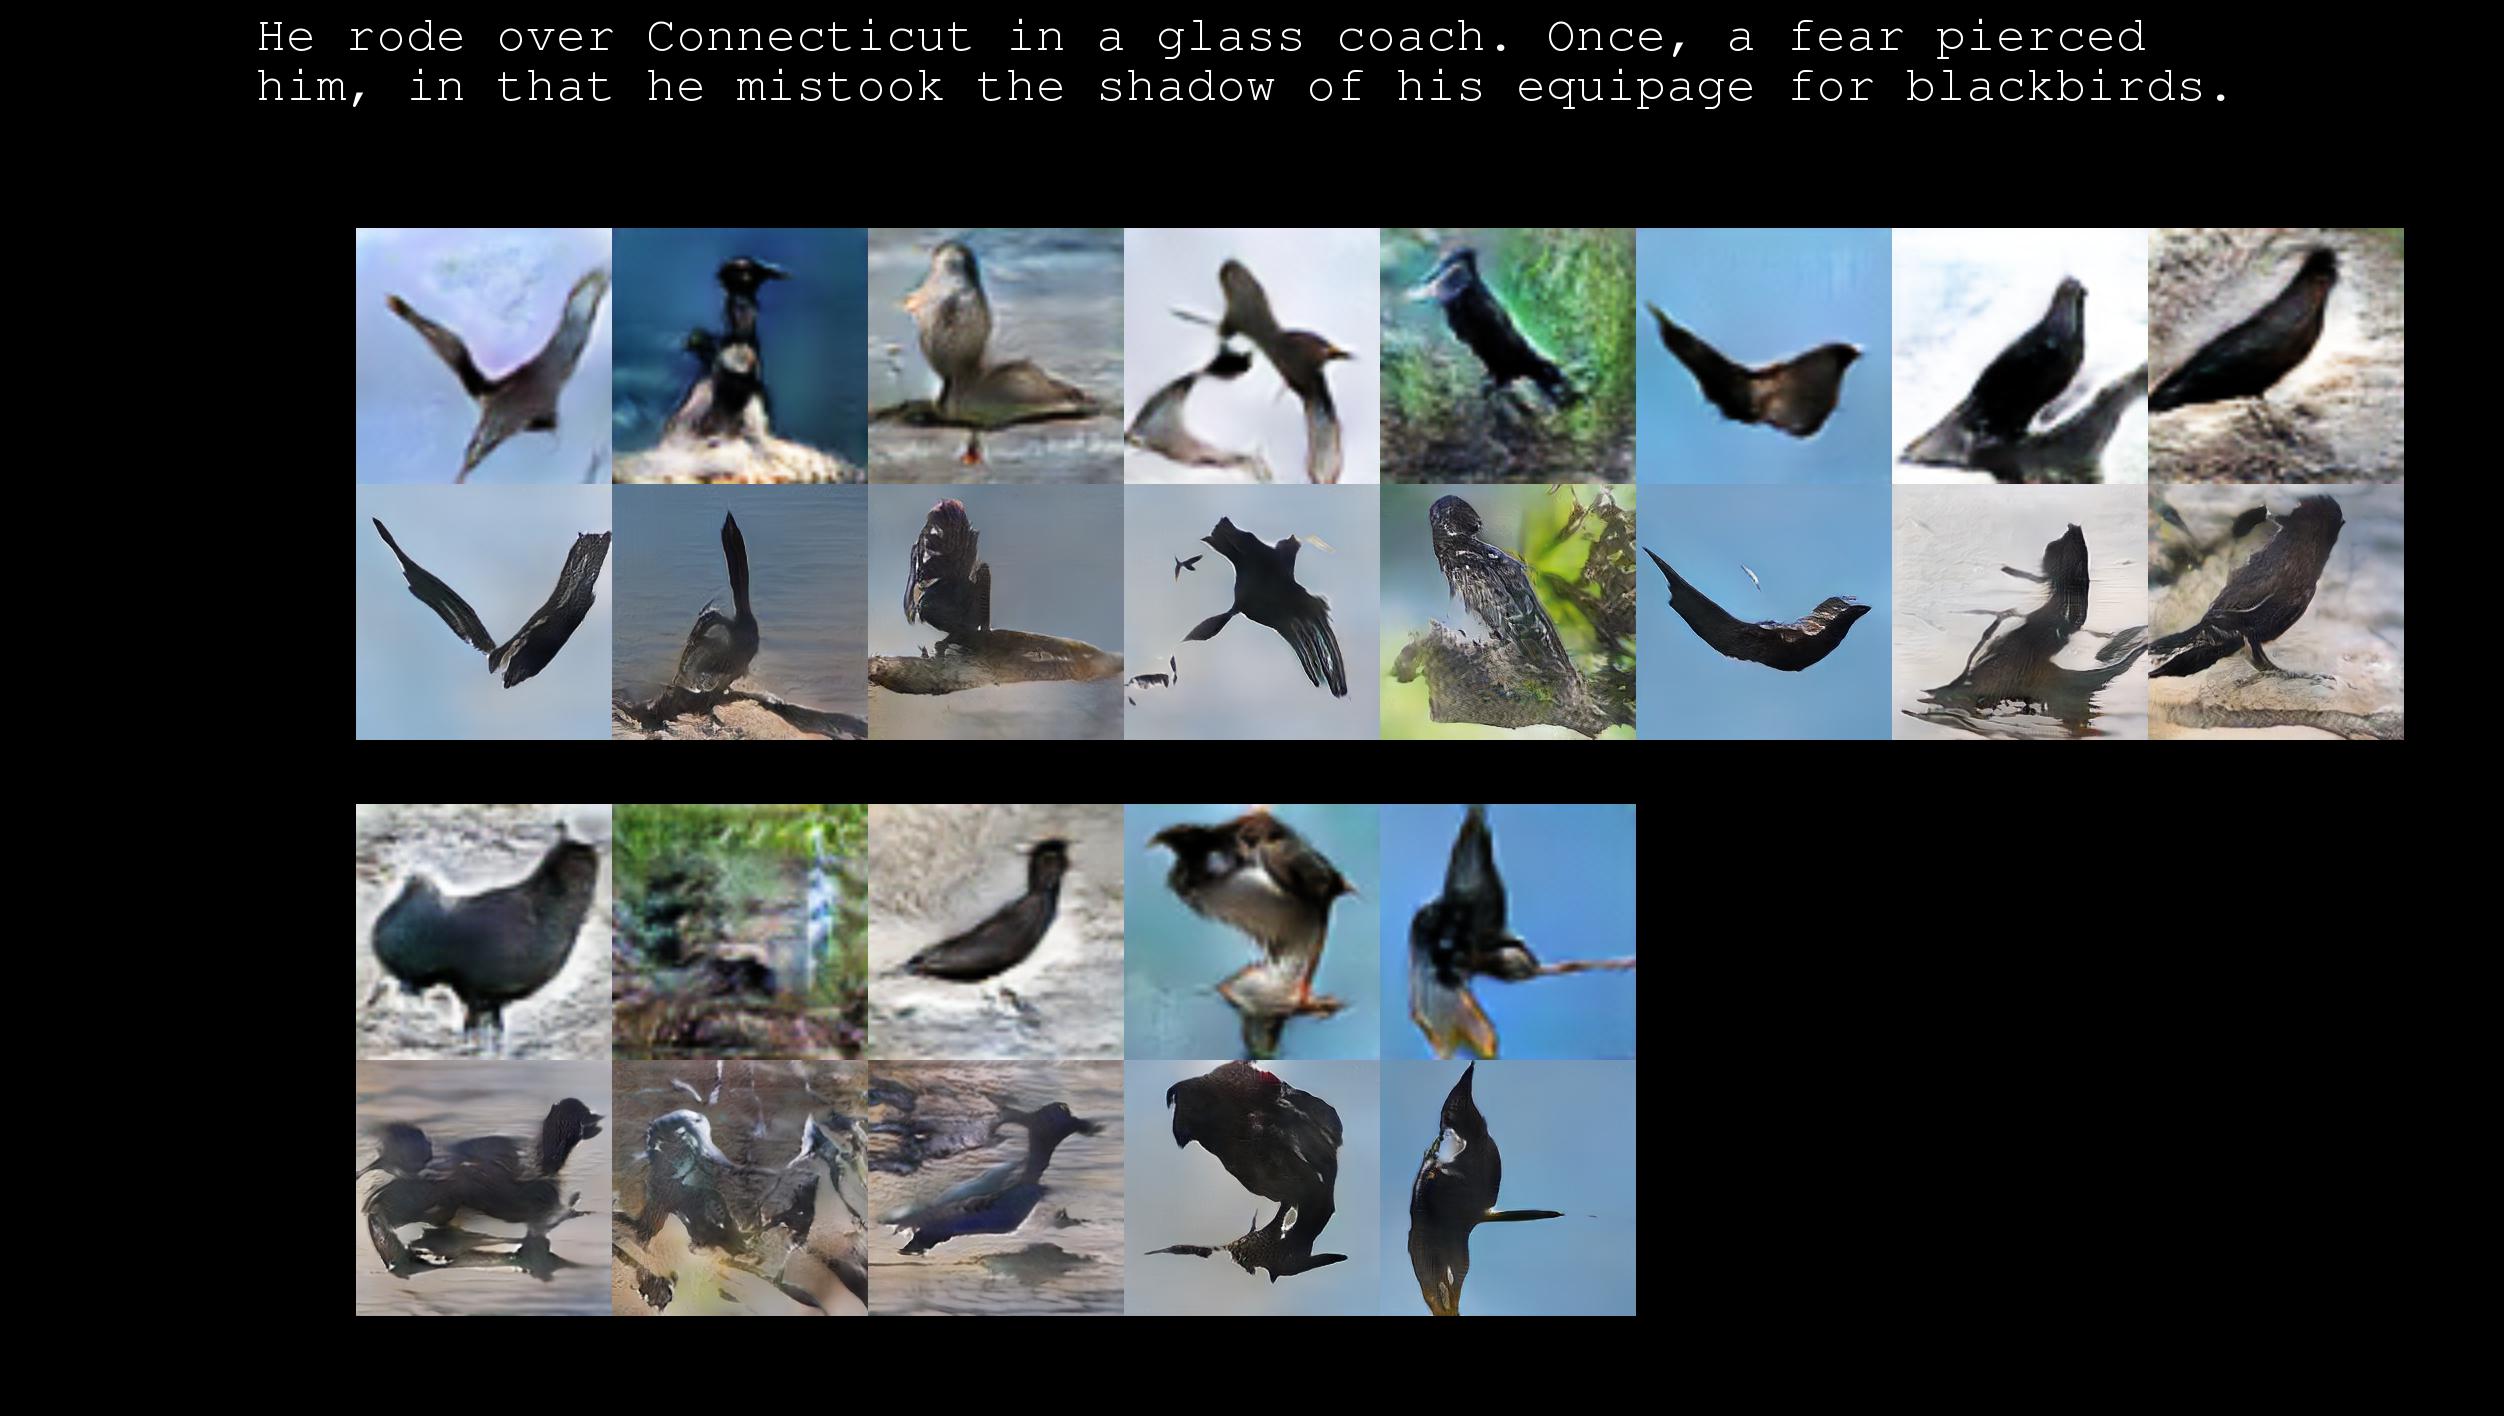 He rode over Connecticut in a glass coach. Once, a fear pierced
him, in that he mistook the shadow of his equipage for blackbirds.